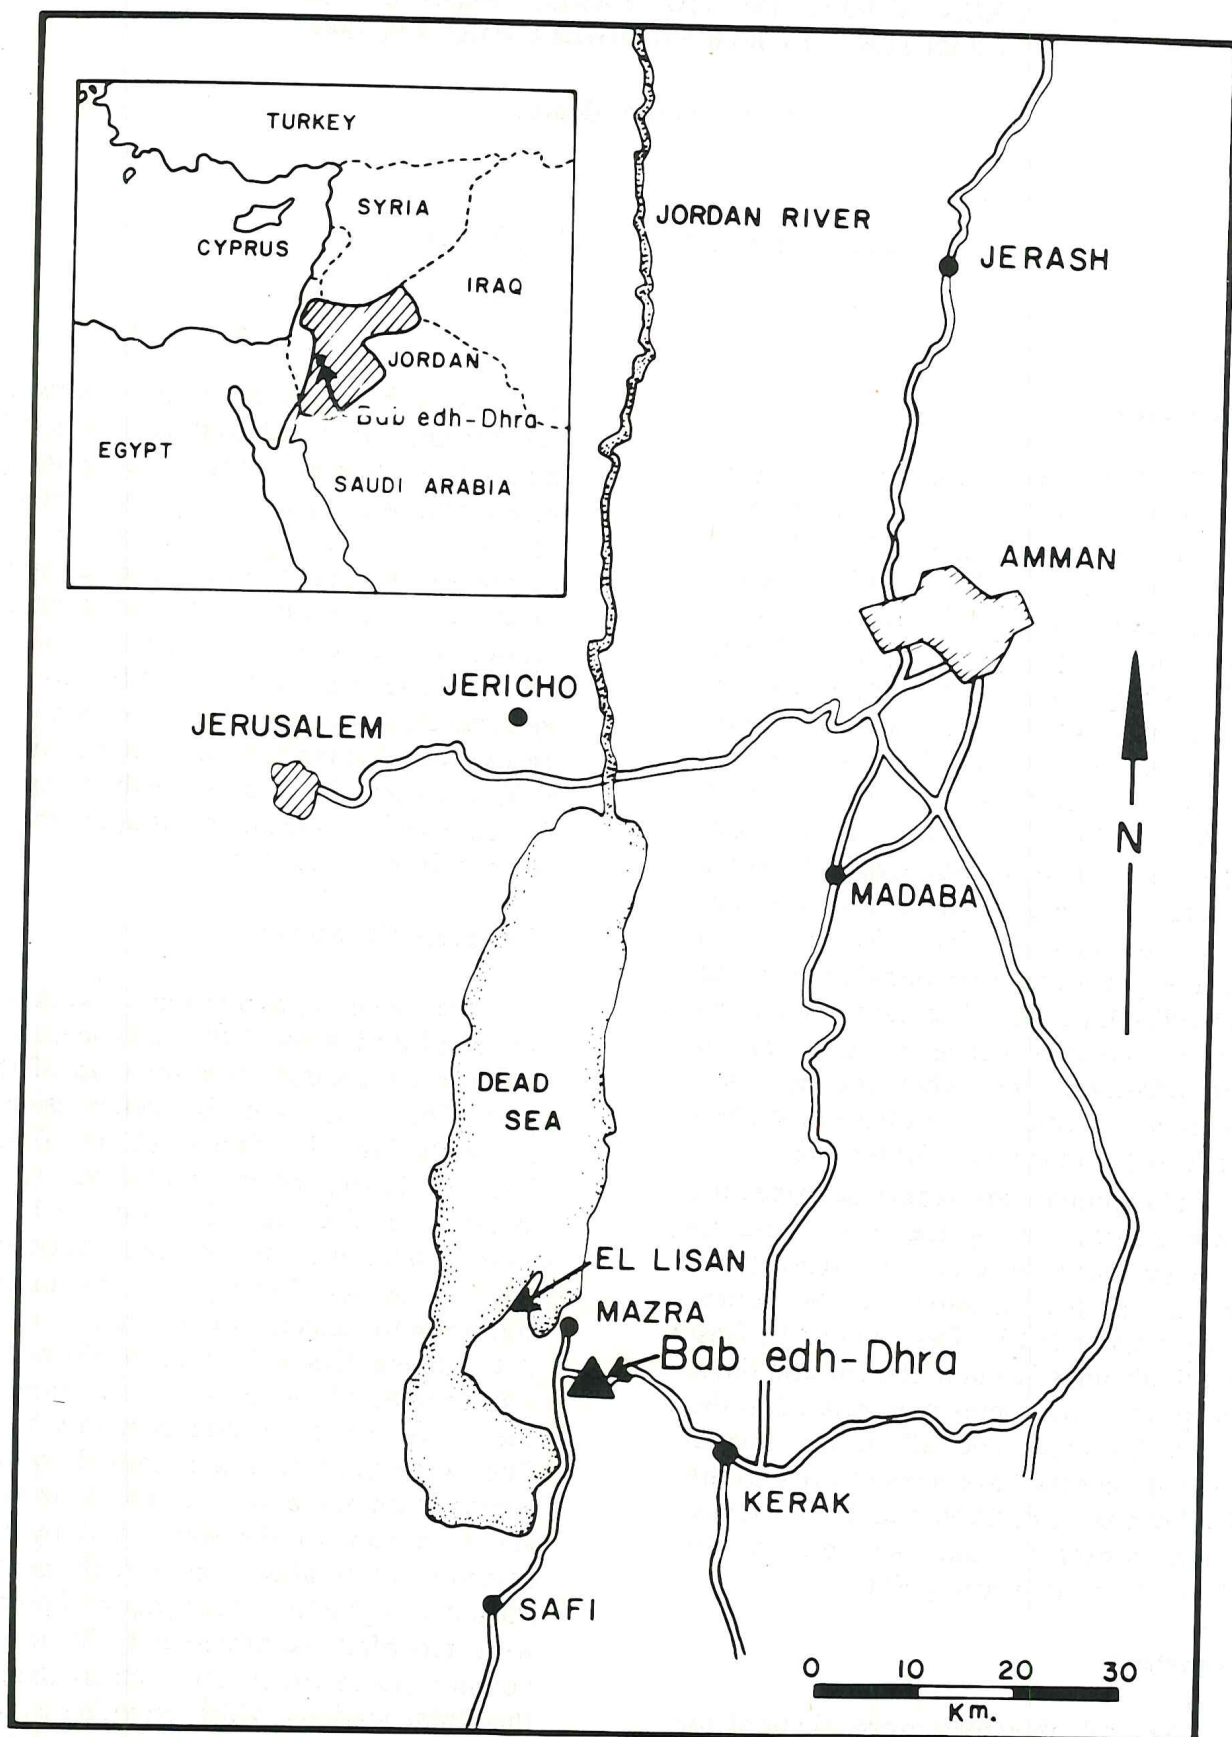 TURKEY
SYRIA
CYPRUS
IRAQ
JORDAN
Bab edh-Dhra
EGYPT
SAUDI ARABIA
JORDAN RIVER
JERASH
AMMAN
JERICHO
JERUSALEM
N
MADABA
DEAD
SEA
EL LISAN
MAZRA
Bab edh-Dhra
KERAK
SAFI
0 10 20 30
Km.